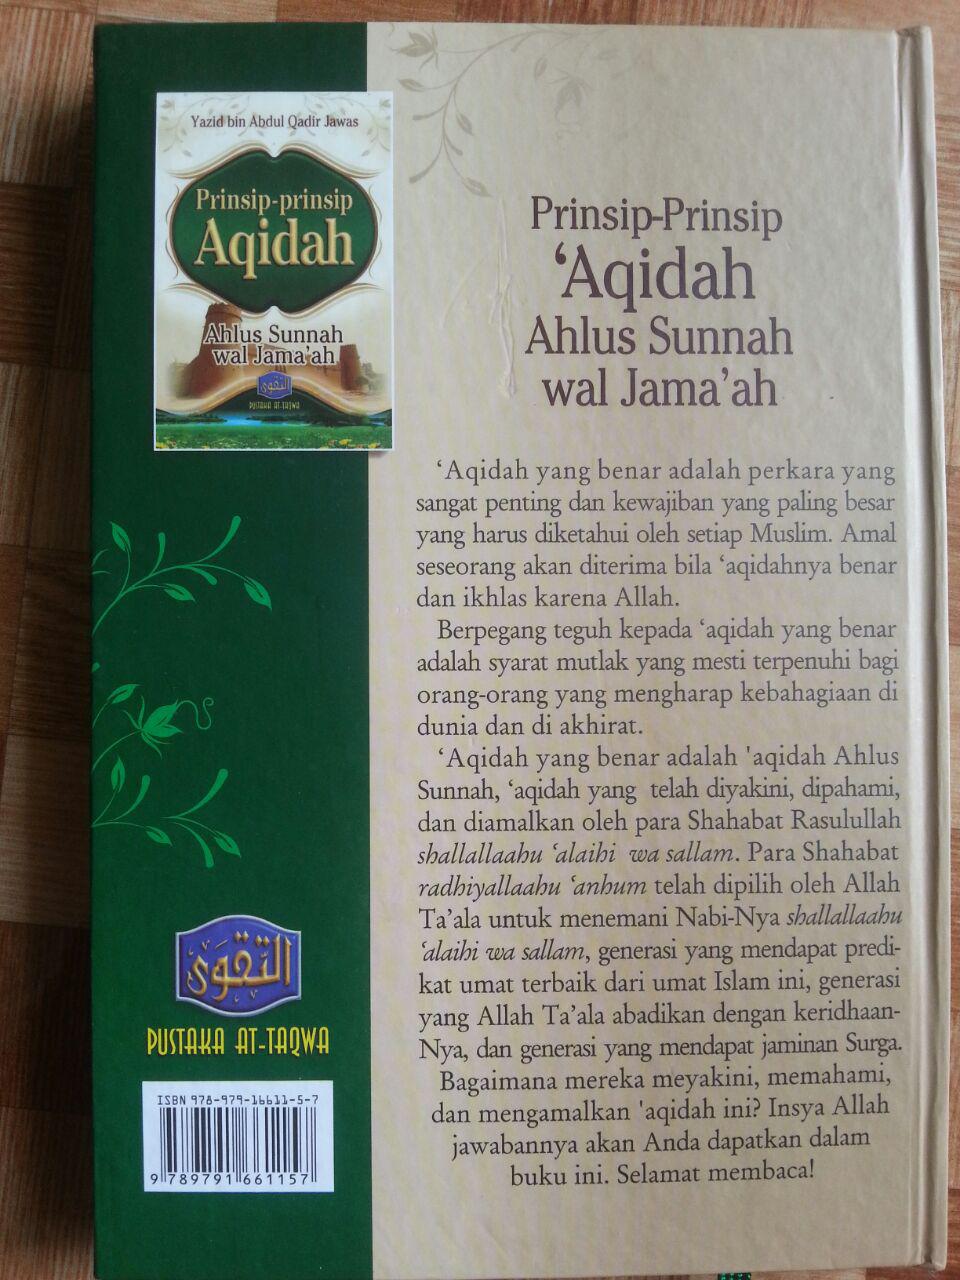 Yazid bin Abdul Qadir Jawas
Prinsip-prinsip
Aqidah
Ahlus Sunnah
wal Jama'ah
التقوى
PUSTAKA AT-TAQWA
Prinsip-Prinsip
‘Aqidah
Ahlus Sunnah
wal Jama’ah
‘Aqidah yang benar adalah perkara yang
sangat penting dan kewajiban yang paling besar
yang harus diketahui oleh setiap Muslim. Amal
seseorang akan diterima bila ‘aqidahnya benar
dan ikhlas karena Allah.
Berpegang teguh kepada ‘aqidah yang benar
adalah syarat mutlak yang mesti terpenuhi bagi
orang-orang yang mengharap kebahagiaan di
dunia dan di akhirat.
‘Aqidah yang benar adalah 'aqidah Ahlus
Sunnah, ‘aqidah yang telah diyakini, dipahami,
dan diamalkan oleh para Shahabat Rasulullah
shallallaahu ‘alaihi wa sallam. Para Shahabat
radhiyallaahu ‘anhum telah dipilih oleh Allah
Ta’ala untuk menemani Nabi-Nya shallallaahu
‘alaihi wa sallam, generasi yang mendapat predi-
kat umat terbaik dari umat Islam ini, generasi
yang Allah Ta’ala abadikan dengan keridhaan-
Nya, dan generasi yang mendapat jaminan Surga.
Bagaimana mereka meyakini, memahami,
dan mengamalkan 'aqidah ini? Insya Allah
jawabannya akan Anda dapatkan dalam
buku ini. Selamat membaca!
التَّقوَى
PUSTAKA AT-TAQWA
ISBN 978-979-16611-5-7
9 789791 661157